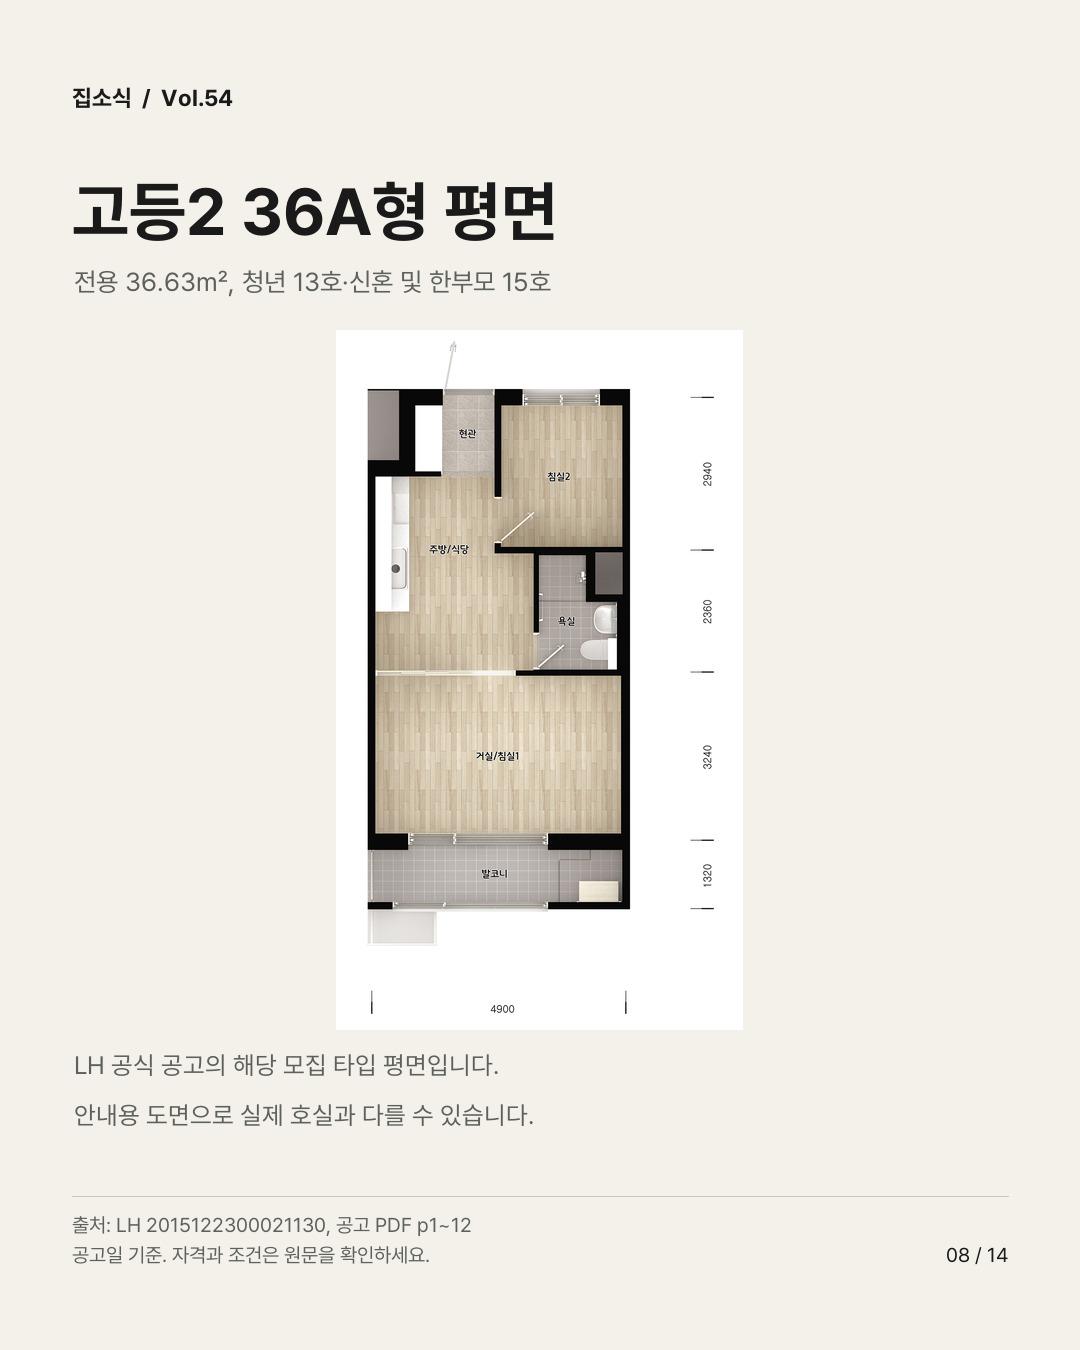 집소식 / Vol.54
고등2 36A형 평면
전용 36.63m², 청년 13호·신혼 및 한부모 15호
현관
침실2
2940
주방/식당
욕실
2360
거실/침실1
3240
발코니
1320
4900
LH 공식 공고의 해당 모집 타입 평면입니다.
안내용 도면으로 실제 호실과 다를 수 있습니다.
출처: LH 2015122300021130, 공고 PDF p1~12
공고일 기준. 자격과 조건은 원문을 확인하세요.
08 / 14